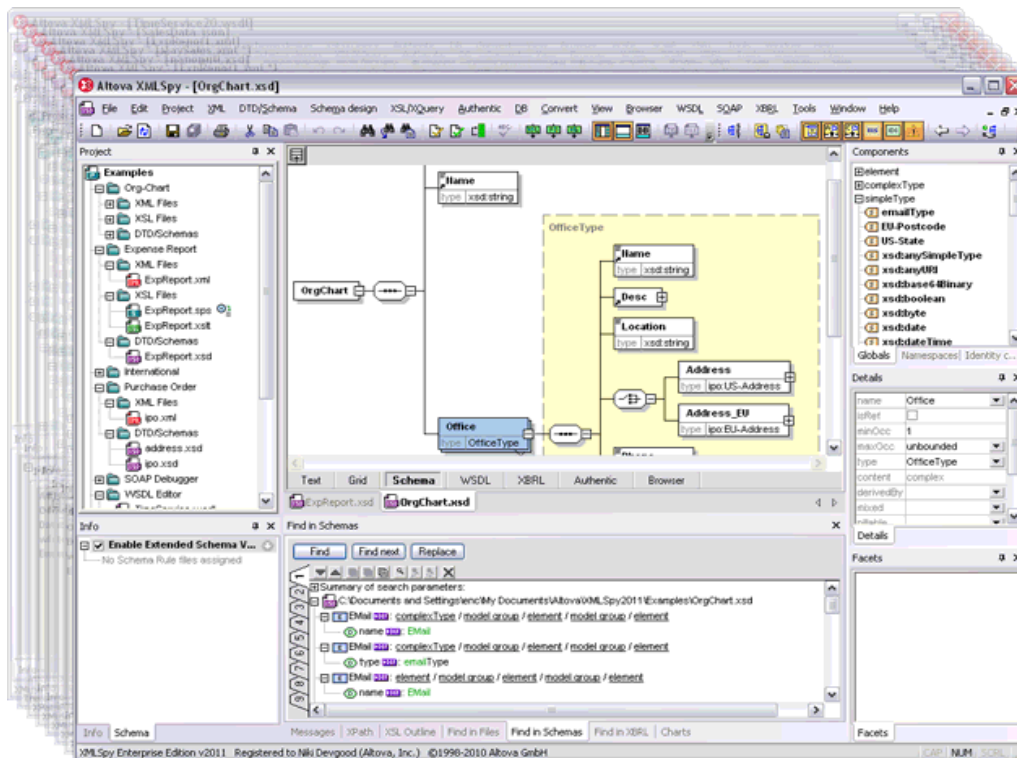 Altova XMLSpy - [OrgChart.xsd]
File Edit Project XML DTD/Schema Schema design XSL/XQuery Authentic DB Convert View Browser WSDL SOAP XBRL Tools Window Help
Project
Examples
Org-Chart
XML Files
XSL Files
DTD/Schemas
Expense Report
XML Files
ExpReport.xml
XSL Files
ExpReport.sps
ExpReport.xslt
DTD/Schemas
ExpReport.xsd
International
Purchase Order
XML Files
ipo.xml
DTD/Schemas
address.xsd
ipo.xsd
SOAP Debugger
WSDL Editor
Info
Enable Extended Schema V...
No Schema Rule files assigned
Info Schema
Name
type xsd:string
OrgChart
Office
type OfficeType
OfficeType
Name
type xsd:string
Desc
Location
type xsd:string
Address
type ipo:US-Address
Address_EU
type ipo:EU-Address
Text Grid Schema WSDL XBRL Authentic Browser
ExpReport.xsd OrgChart.xsd
Find in Schemas
Find Find next Replace
Summary of search parameters:
C:\Documents and Settings\enc\My Documents\Altova\XMLSpy2011\Examples\OrgChart.xsd
EMail : complexType / model group / element / model group / element
name : EMail
EMail : complexType / model group / element / model group / element
type : emailType
EMail : element / model group / element / model group / element
name : EMail
1
2
3
4
5
6
7
8
9
Messages XPath XSL Outline Find in Files Find in Schemas Find in XBRL Charts
Components
element
complexType
simpleType
emailType
EU-Postcode
US-State
xsd:anySimpleType
xsd:anyURI
xsd:base64Binary
xsd:boolean
xsd:byte
xsd:date
xsd:dateTime
Globals Namespaces Identity c...
Details
name Office
isRef
minOcc 1
maxOcc unbounded
type OfficeType
content complex
derivedBy
mixed
Details
Facets
Facets
XMLSpy Enterprise Edition v2011 Registered to Niki Devgood (Altova, Inc.) ©1998-2010 Altova GmbH CAP NUM SCRL